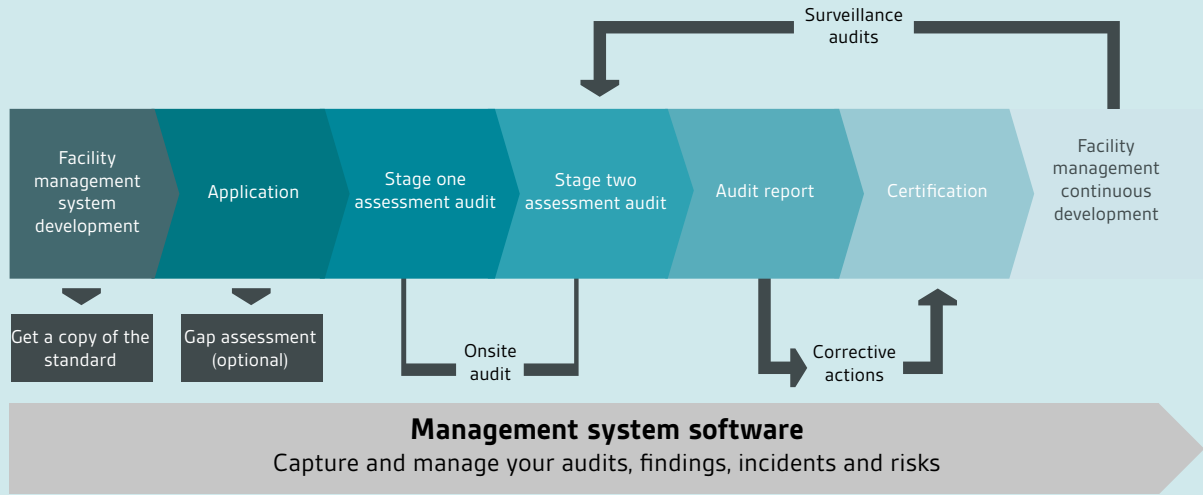 Surveillance
audits
Facility
management
system
development
Application
Stage one
assessment audit
Stage two
assessment audit
Audit report
Certification
Facility
management
continuous
development
Get a copy of the
standard
Gap assessment
(optional)
Onsite
audit
Corrective
actions
Management system software
Capture and manage your audits, findings, incidents and risks